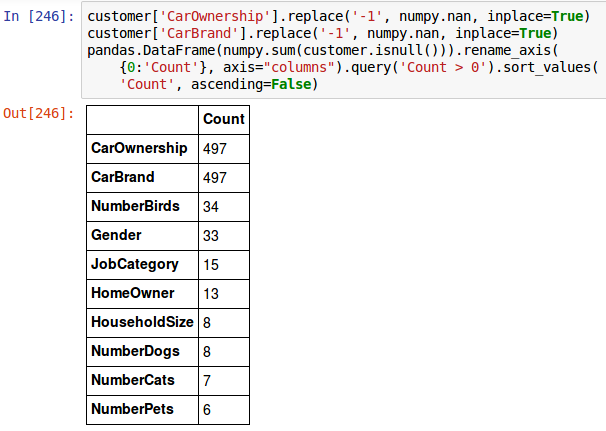 In [246]: customer['CarOwnership'].replace('-1', numpy.nan, inplace=True)
customer['CarBrand'].replace('-1', numpy.nan, inplace=True)
pandas.DataFrame(numpy.sum(customer.isnull())).rename_axis(
{0:'Count'}, axis="columns").query('Count > 0').sort_values(
'Count', ascending=False)
Out[246]:
Count
CarOwnership 497
CarBrand 497
NumberBirds 34
Gender 33
JobCategory 15
HomeOwner 13
HouseholdSize 8
NumberDogs 8
NumberCats 7
NumberPets 6